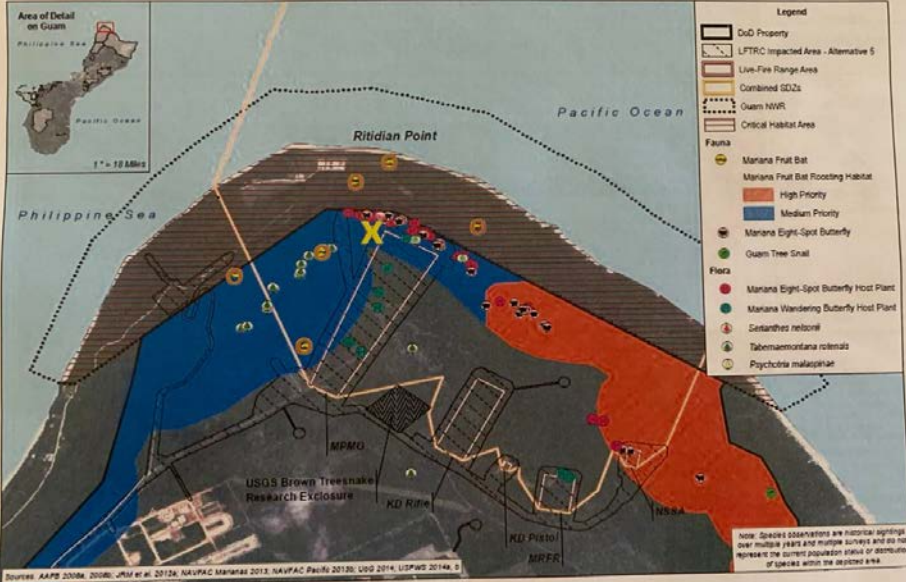 Area of Detail
on Guam
Philippine Sea
Pacific Ocean
1 " = 10 Miles
Pacific Ocean
Ritidian Point
Philippine Sea
X
MPMG
USGS Brown Treesnake
Research Exclosure
KD Rifle
KD Pistol
MRFR
NSSA
Legend
DoD Property
LFTRC Impacted Area - Alternative 5
Live-Fire Range Area
Combined SDZs
Guam NWR
Critical Habitat Area
Fauna
Mariana Fruit Bat
Mariana Fruit Bat Roosting Habitat
High Priority
Medium Priority
Mariana Eight-Spot Butterfly
Guam Tree Snail
Flora
Mariana Eight-Spot Butterfly Host Plant
Mariana Wandering Butterfly Host Plant
Serianthes nelsonii
Tabernaemontana rotensis
Psychotria malaspinae
Note: Species observations are historical sightings
over multiple years and multiple surveys and do not
represent the current population status or distribution
of species within the depicted area.
Sources: AAFB 2008a, 2008b; JRM et al. 2012a; NAVFAC Marianas 2013; NAVFAC Pacific 2013b; UoG 2014; USFWS 2014a, b